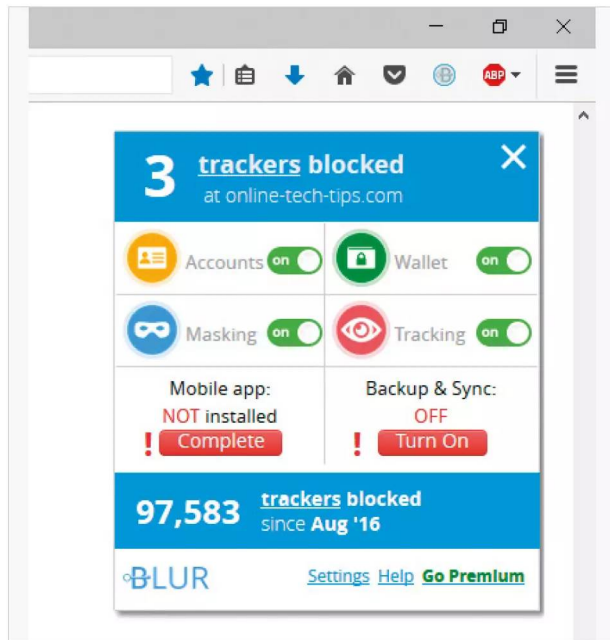 ABP
3 trackers blocked
at online-tech-tips.com
Accounts on Wallet on
Masking on Tracking on
Mobile app: Backup & Sync:
NOT installed OFF
! Complete ! Turn On
97,583 trackers blocked
since Aug '16
BLUR Settings Help Go Premium